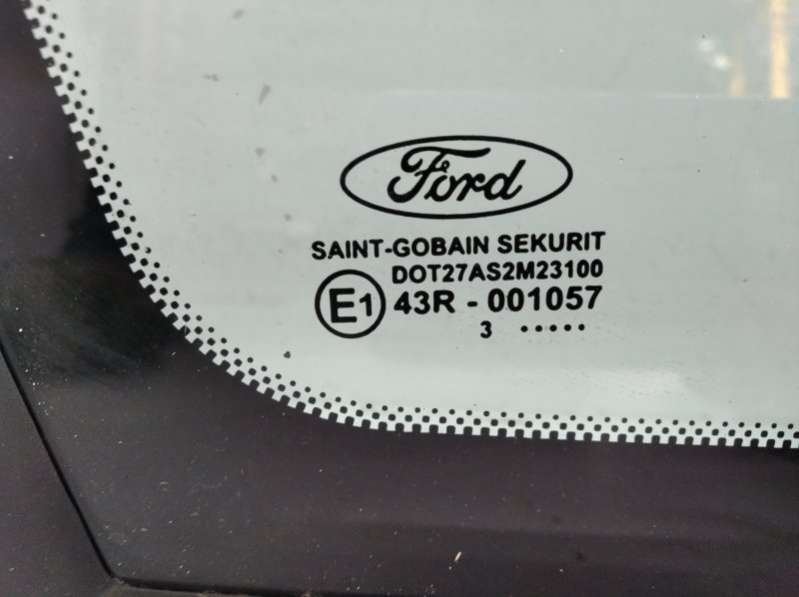 Ford
SAINT-GOBAIN SEKURIT
DOT27AS2M23100
E1 43R - 001057
3 •••••